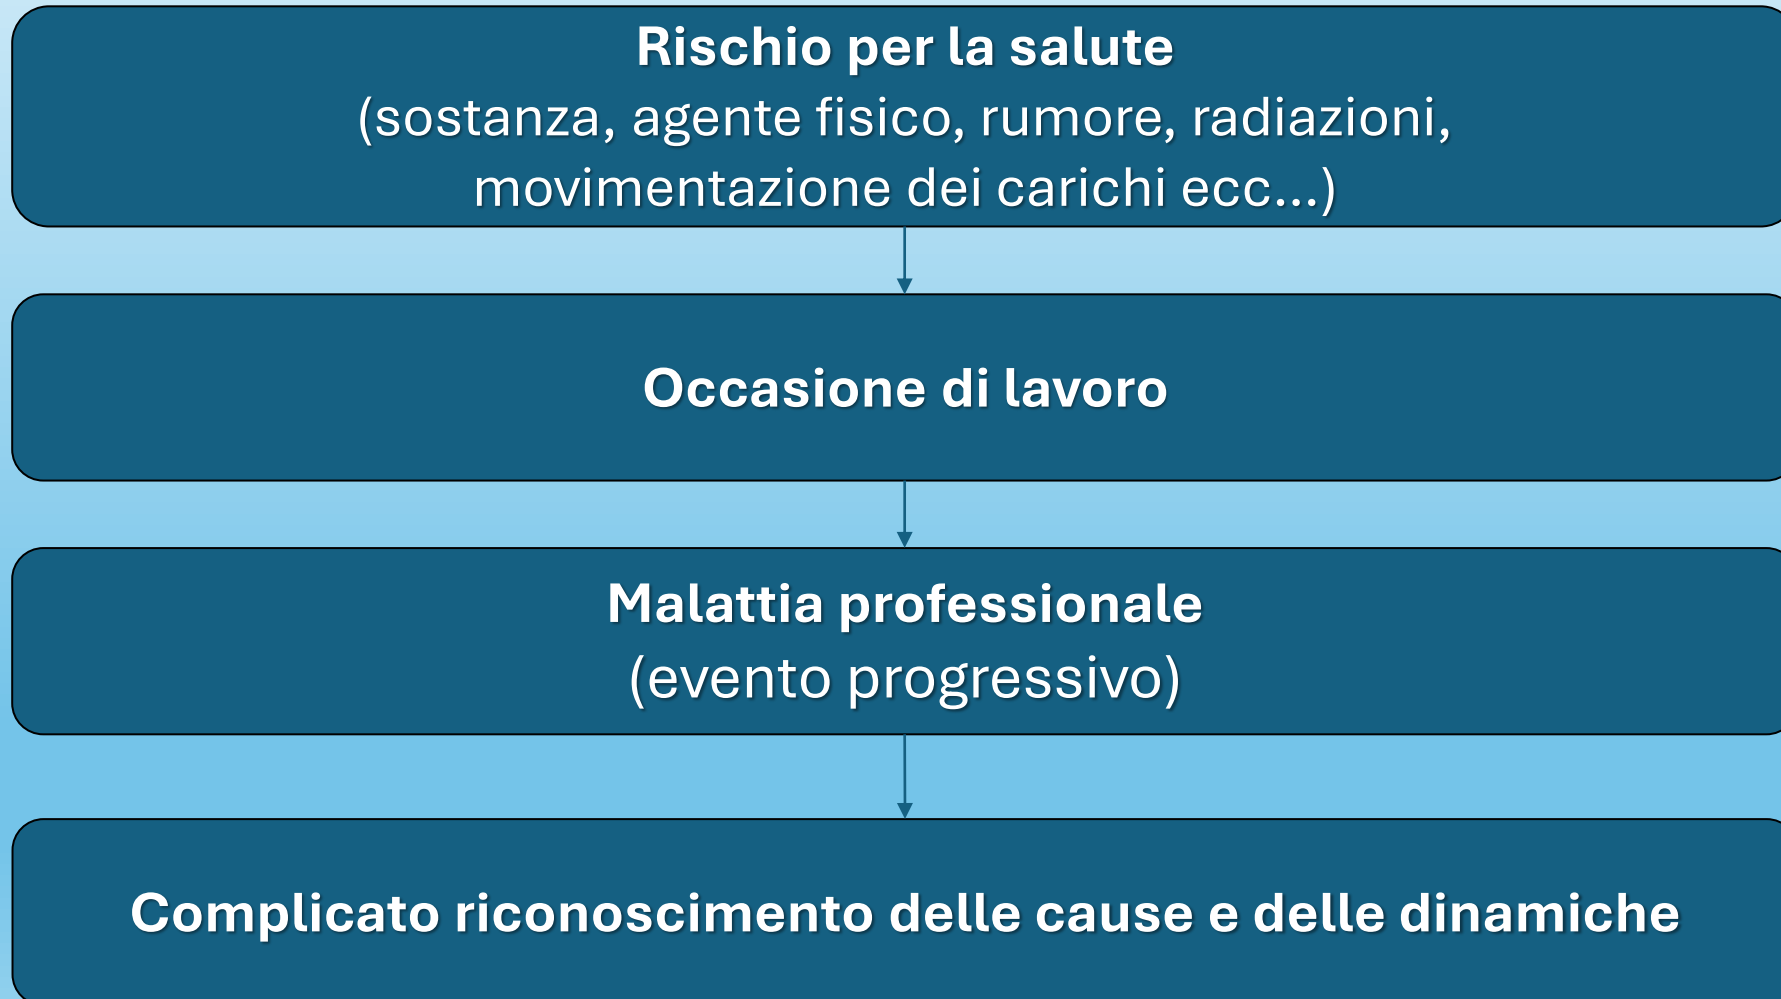 Rischio per la salute
(sostanza, agente fisico, rumore, radiazioni,
movimentazione dei carichi ecc...)
Occasione di lavoro
Malattia professionale
(evento progressivo)
Complicato riconoscimento delle cause e delle dinamiche